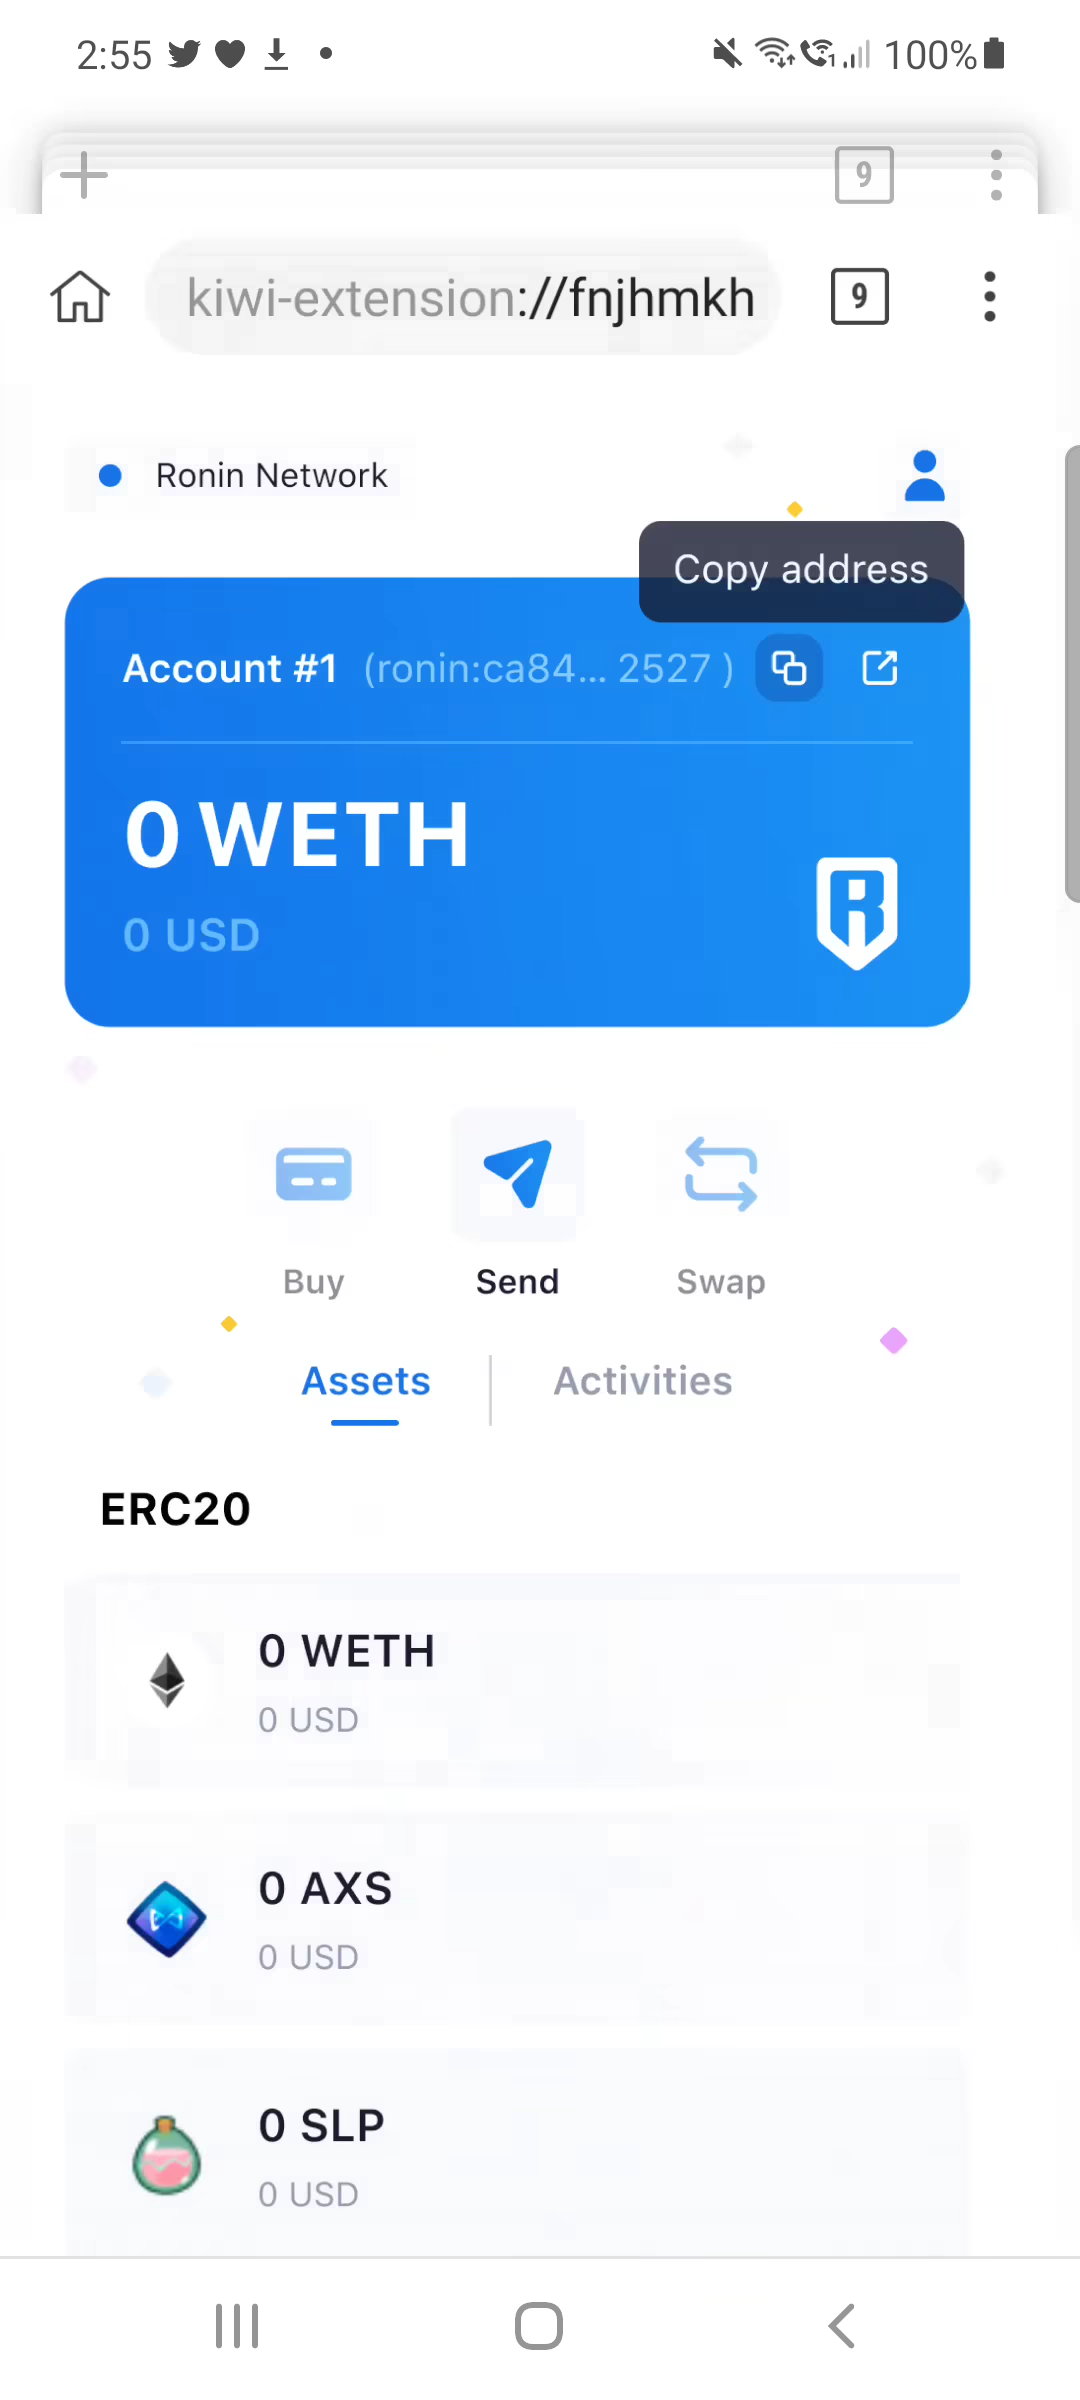 2:55
100%
9
kiwi-extension://fnjhmkh
9
Ronin Network
Copy address
Account #1 (ronin:ca84... 2527 )
0 WETH
0 USD
Buy
Send
Swap
Assets
Activities
ERC20
0 WETH
0 USD
0 AXS
0 USD
0 SLP
0 USD